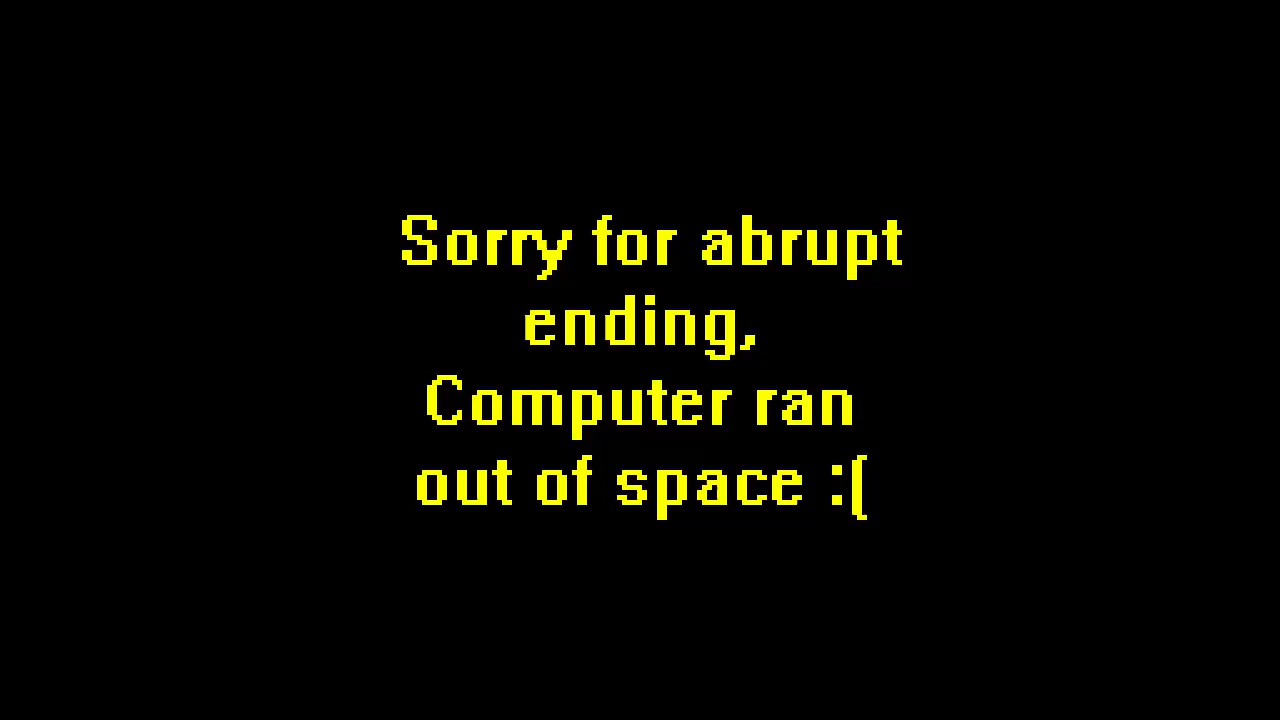 Sorry for abrupt
ending,
Computer ran
out of space :(